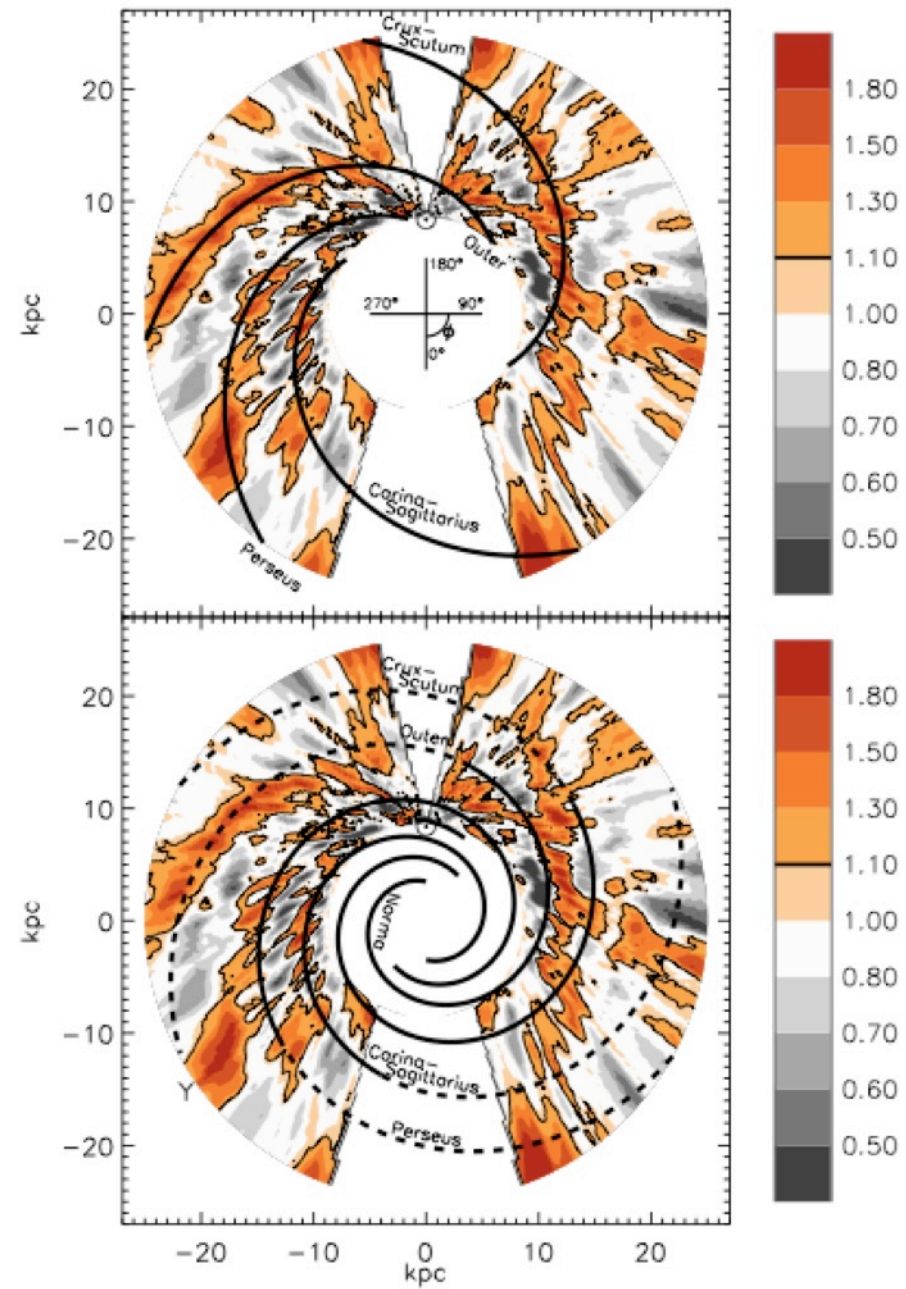 Crux-
Scutum
20
10
kpc
0
-10
-20
Outer
180°
270°
90°
ϕ
0°
Carina-
Sagittarius
Perseus
1.80
1.50
1.30
1.10
1.00
0.80
0.70
0.60
0.50
Crux-
Scutum
Outer
20
10
kpc
0
-10
-20
Norma
Carina-
Sagittarius
Perseus
Y
1.80
1.50
1.30
1.10
1.00
0.80
0.70
0.60
0.50
-20
-10
0
10
20
kpc